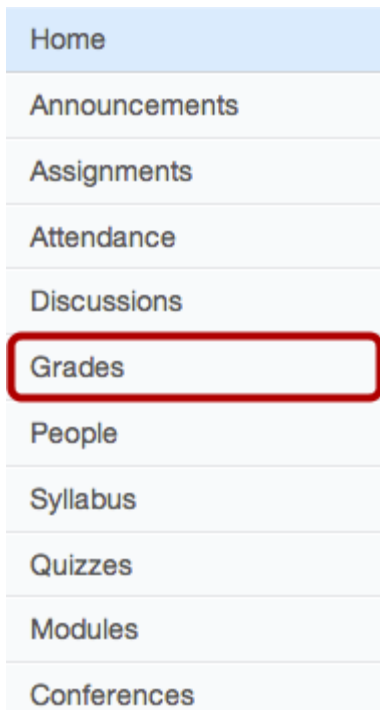 Home
Announcements
Assignments
Attendance
Discussions
Grades
People
Syllabus
Quizzes
Modules
Conferences